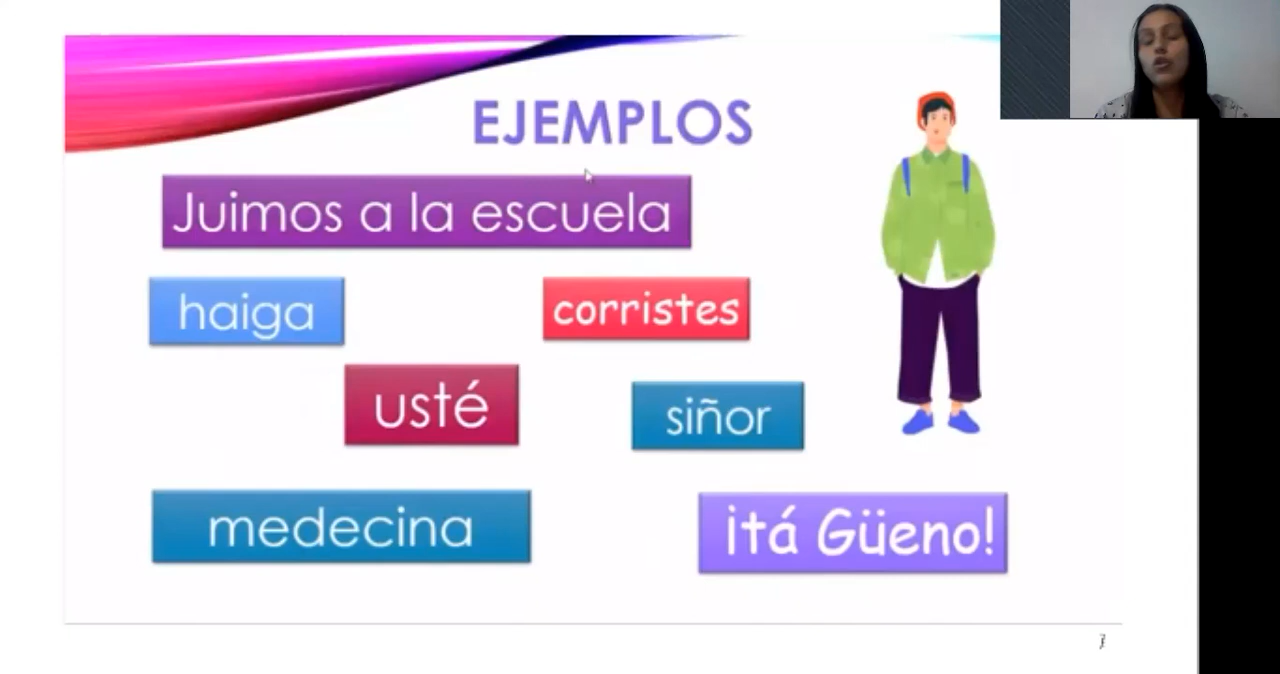 EJEMPLOS
Juimos a la escuela
haiga
corristes
usté
siñor
medecina
¡tá Güeno!